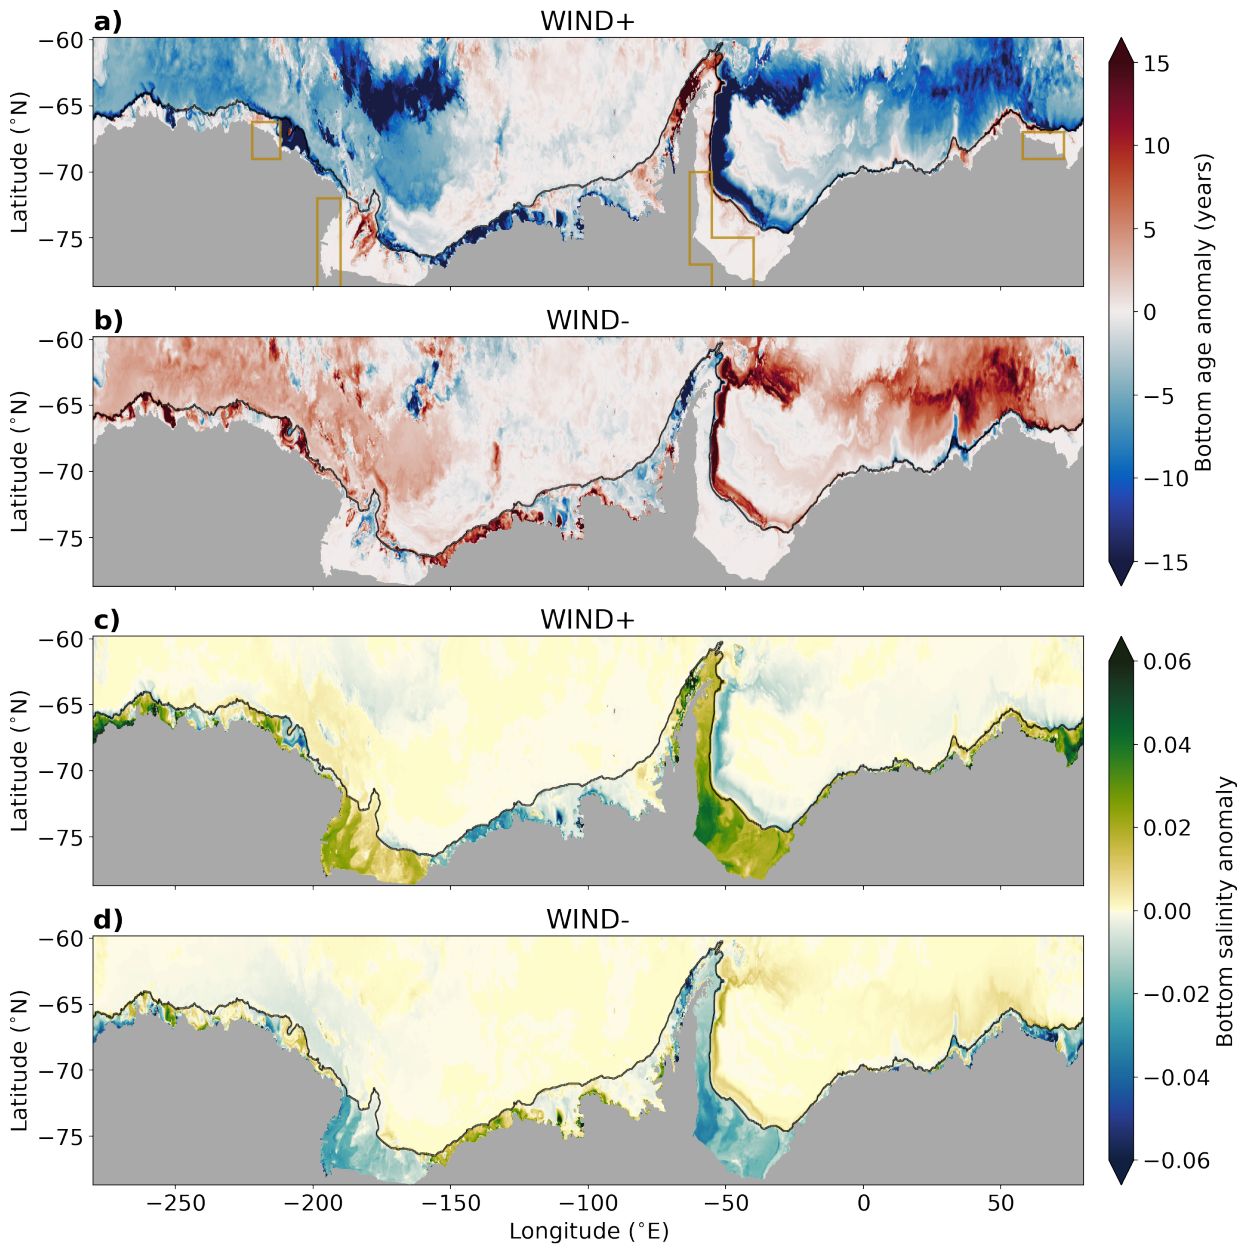 a) WIND+
−60
−65
−70
−75
Latitude (°N)
b) WIND-
−60
−65
−70
−75
Latitude (°N)
15
10
5
0
−5
−10
−15
Bottom age anomaly (years)
c) WIND+
−60
−65
−70
−75
Latitude (°N)
d) WIND-
−60
−65
−70
−75
Latitude (°N)
0.06
0.04
0.02
0.00
−0.02
−0.04
−0.06
Bottom salinity anomaly
−250 −200 −150 −100 −50 0 50
Longitude (°E)